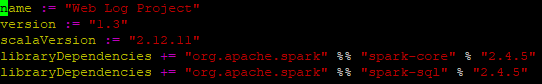 name := "Web Log Project"
version := "1.3"
scalaVersion := "2.12.11"
libraryDependencies += "org.apache.spark" %% "spark-core" % "2.4.5"
libraryDependencies += "org.apache.spark" %% "spark-sql" % "2.4.5"